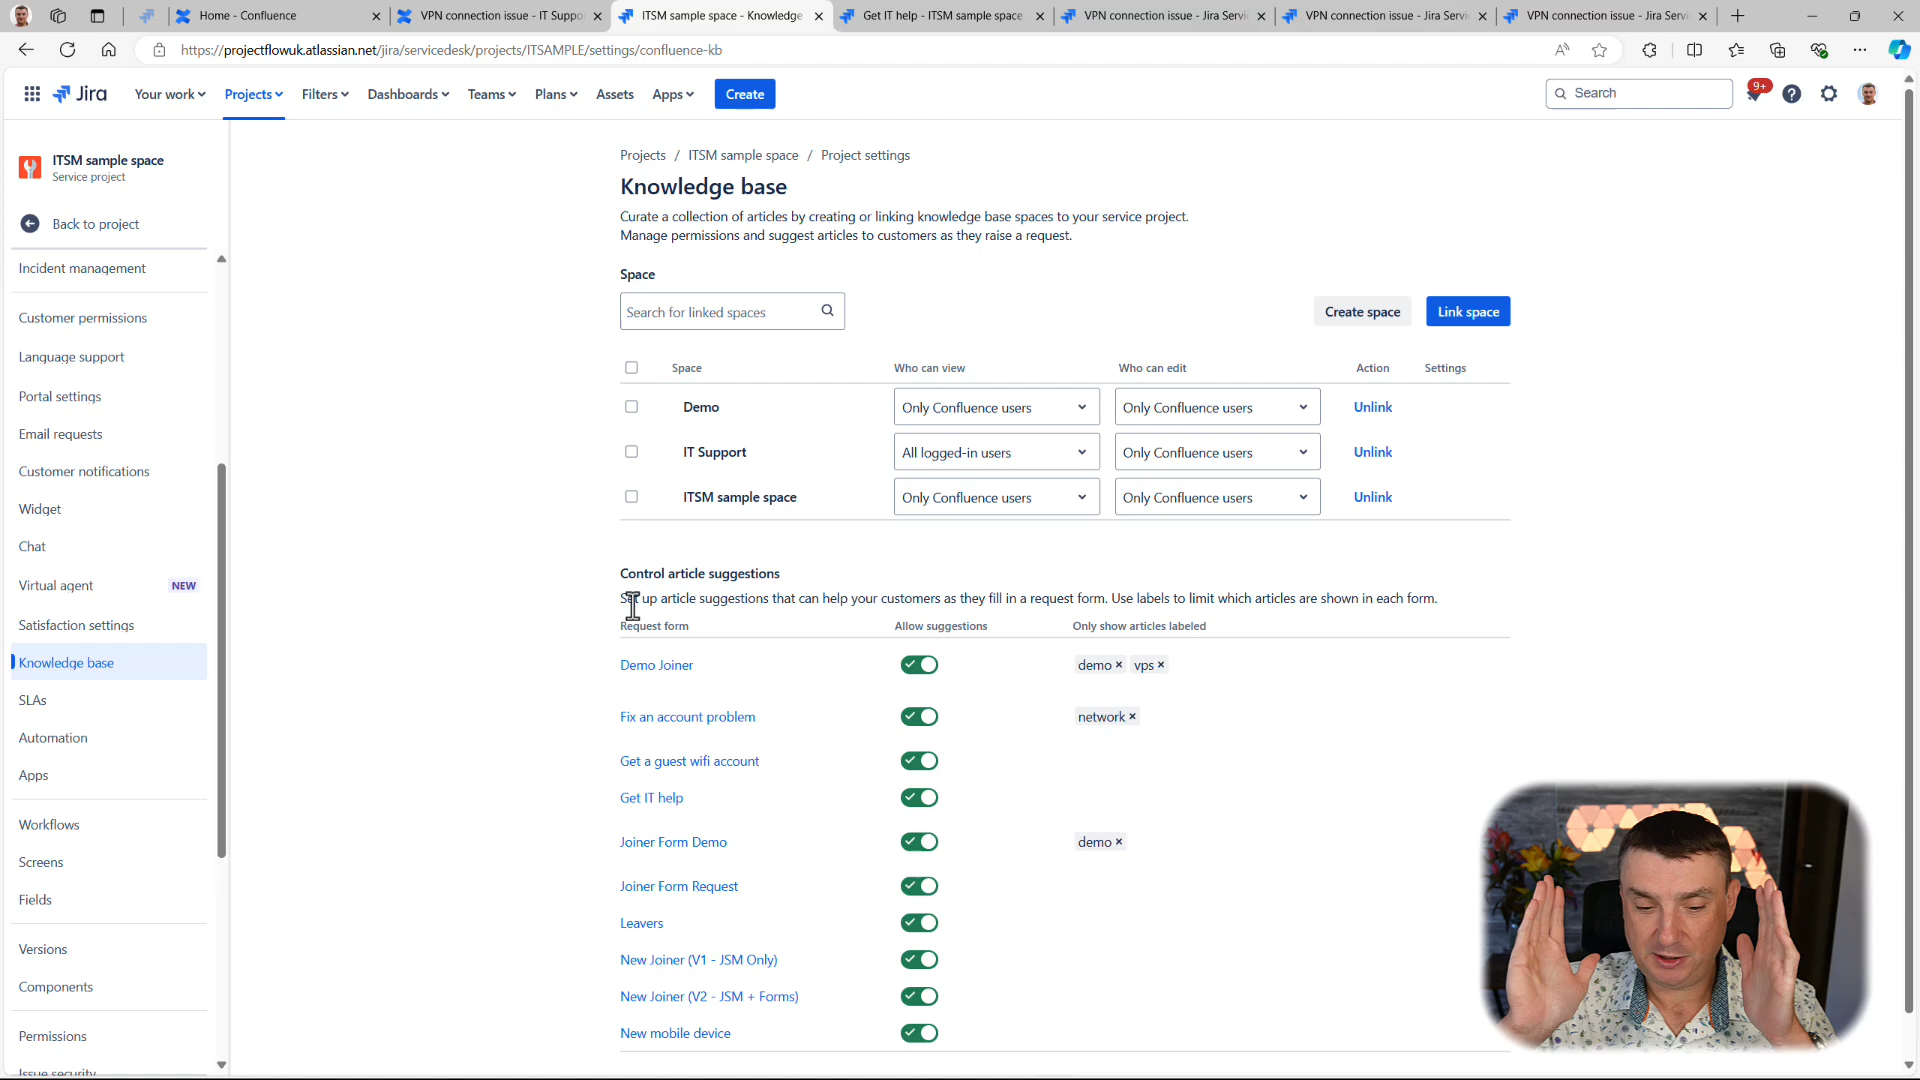 Home - Confluence
VPN connection issue - IT Suppo
ITSM sample space - Knowledge
Get IT help - ITSM sample space
VPN connection issue - Jira Servi
VPN connection issue - Jira Servi
VPN connection issue - Jira Servi
https://projectflowuk.atlassian.net/jira/servicedesk/projects/ITSAMPLE/settings/confluence-kb
Jira
Your work
Projects
Filters
Dashboards
Teams
Plans
Assets
Apps
Create
Search
9+
ITSM sample space
Service project
Back to project
Incident management
Customer permissions
Language support
Portal settings
Email requests
Customer notifications
Widget
Chat
Virtual agent NEW
Satisfaction settings
Knowledge base
SLAs
Automation
Apps
Workflows
Screens
Fields
Versions
Components
Permissions
Issue security
Projects / ITSM sample space / Project settings
Knowledge base
Curate a collection of articles by creating or linking knowledge base spaces to your service project.
Manage permissions and suggest articles to customers as they raise a request.
Space
Search for linked spaces
Create space
Link space
Space Who can view Who can edit Action Settings
Demo Only Confluence users Only Confluence users Unlink
IT Support All logged-in users Only Confluence users Unlink
ITSM sample space Only Confluence users Only Confluence users Unlink
Control article suggestions
Set up article suggestions that can help your customers as they fill in a request form. Use labels to limit which articles are shown in each form.
Request form Allow suggestions Only show articles labeled
Demo Joiner demo × vps ×
Fix an account problem network ×
Get a guest wifi account
Get IT help
Joiner Form Demo demo ×
Joiner Form Request
Leavers
New Joiner (V1 - JSM Only)
New Joiner (V2 - JSM + Forms)
New mobile device